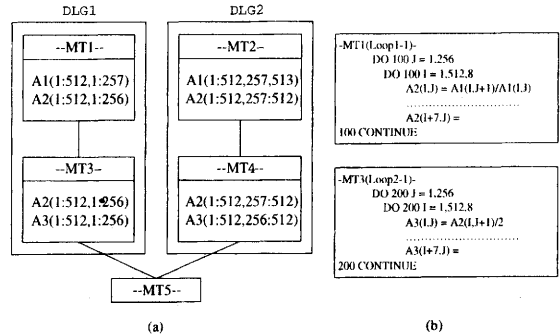 DLG1
--MT1--
A1(1:512,1:257)
A2(1:512,1:256)
--MT3--
A2(1:512,1:256)
A3(1:512,1:256)
DLG2
--MT2--
A1(1:512,257,513)
A2(1:512,257:512)
--MT4--
A2(1:512,257:512)
A3(1:512,256:512)
--MT5--
(a)
-MT1(Loop1-1)-
DO 100 J = 1,256
DO 100 I = 1,512,8
A2(I,J) = A1(I,J+1)/A1(I,J)
..............................
A2(I+7,J) =
100 CONTINUE
-MT3(Loop2-1)-
DO 200 J = 1,256
DO 200 I = 1,512,8
A3(I,J) = A2(I,J+1)/2
..............................
A3(I+7,J) =
200 CONTINUE
(b)